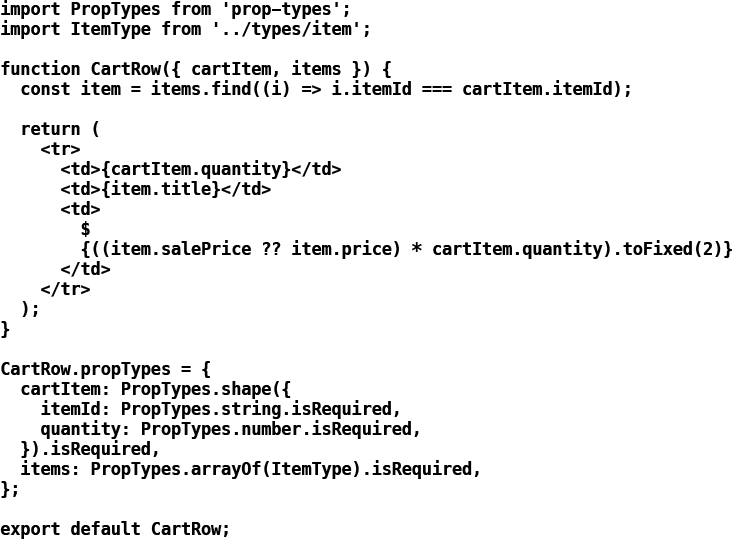 import PropTypes from 'prop-types';
import ItemType from '../types/item';

function CartRow({ cartItem, items }) {
  const item = items.find((i) => i.itemId === cartItem.itemId);

  return (
    <tr>
      <td>{cartItem.quantity}</td>
      <td>{item.title}</td>
      <td>
        $
        {((item.salePrice ?? item.price) * cartItem.quantity).toFixed(2)}
      </td>
    </tr>
  );
}

CartRow.propTypes = {
  cartItem: PropTypes.shape({
    itemId: PropTypes.string.isRequired,
    quantity: PropTypes.number.isRequired,
  }).isRequired,
  items: PropTypes.arrayOf(ItemType).isRequired,
};

export default CartRow;